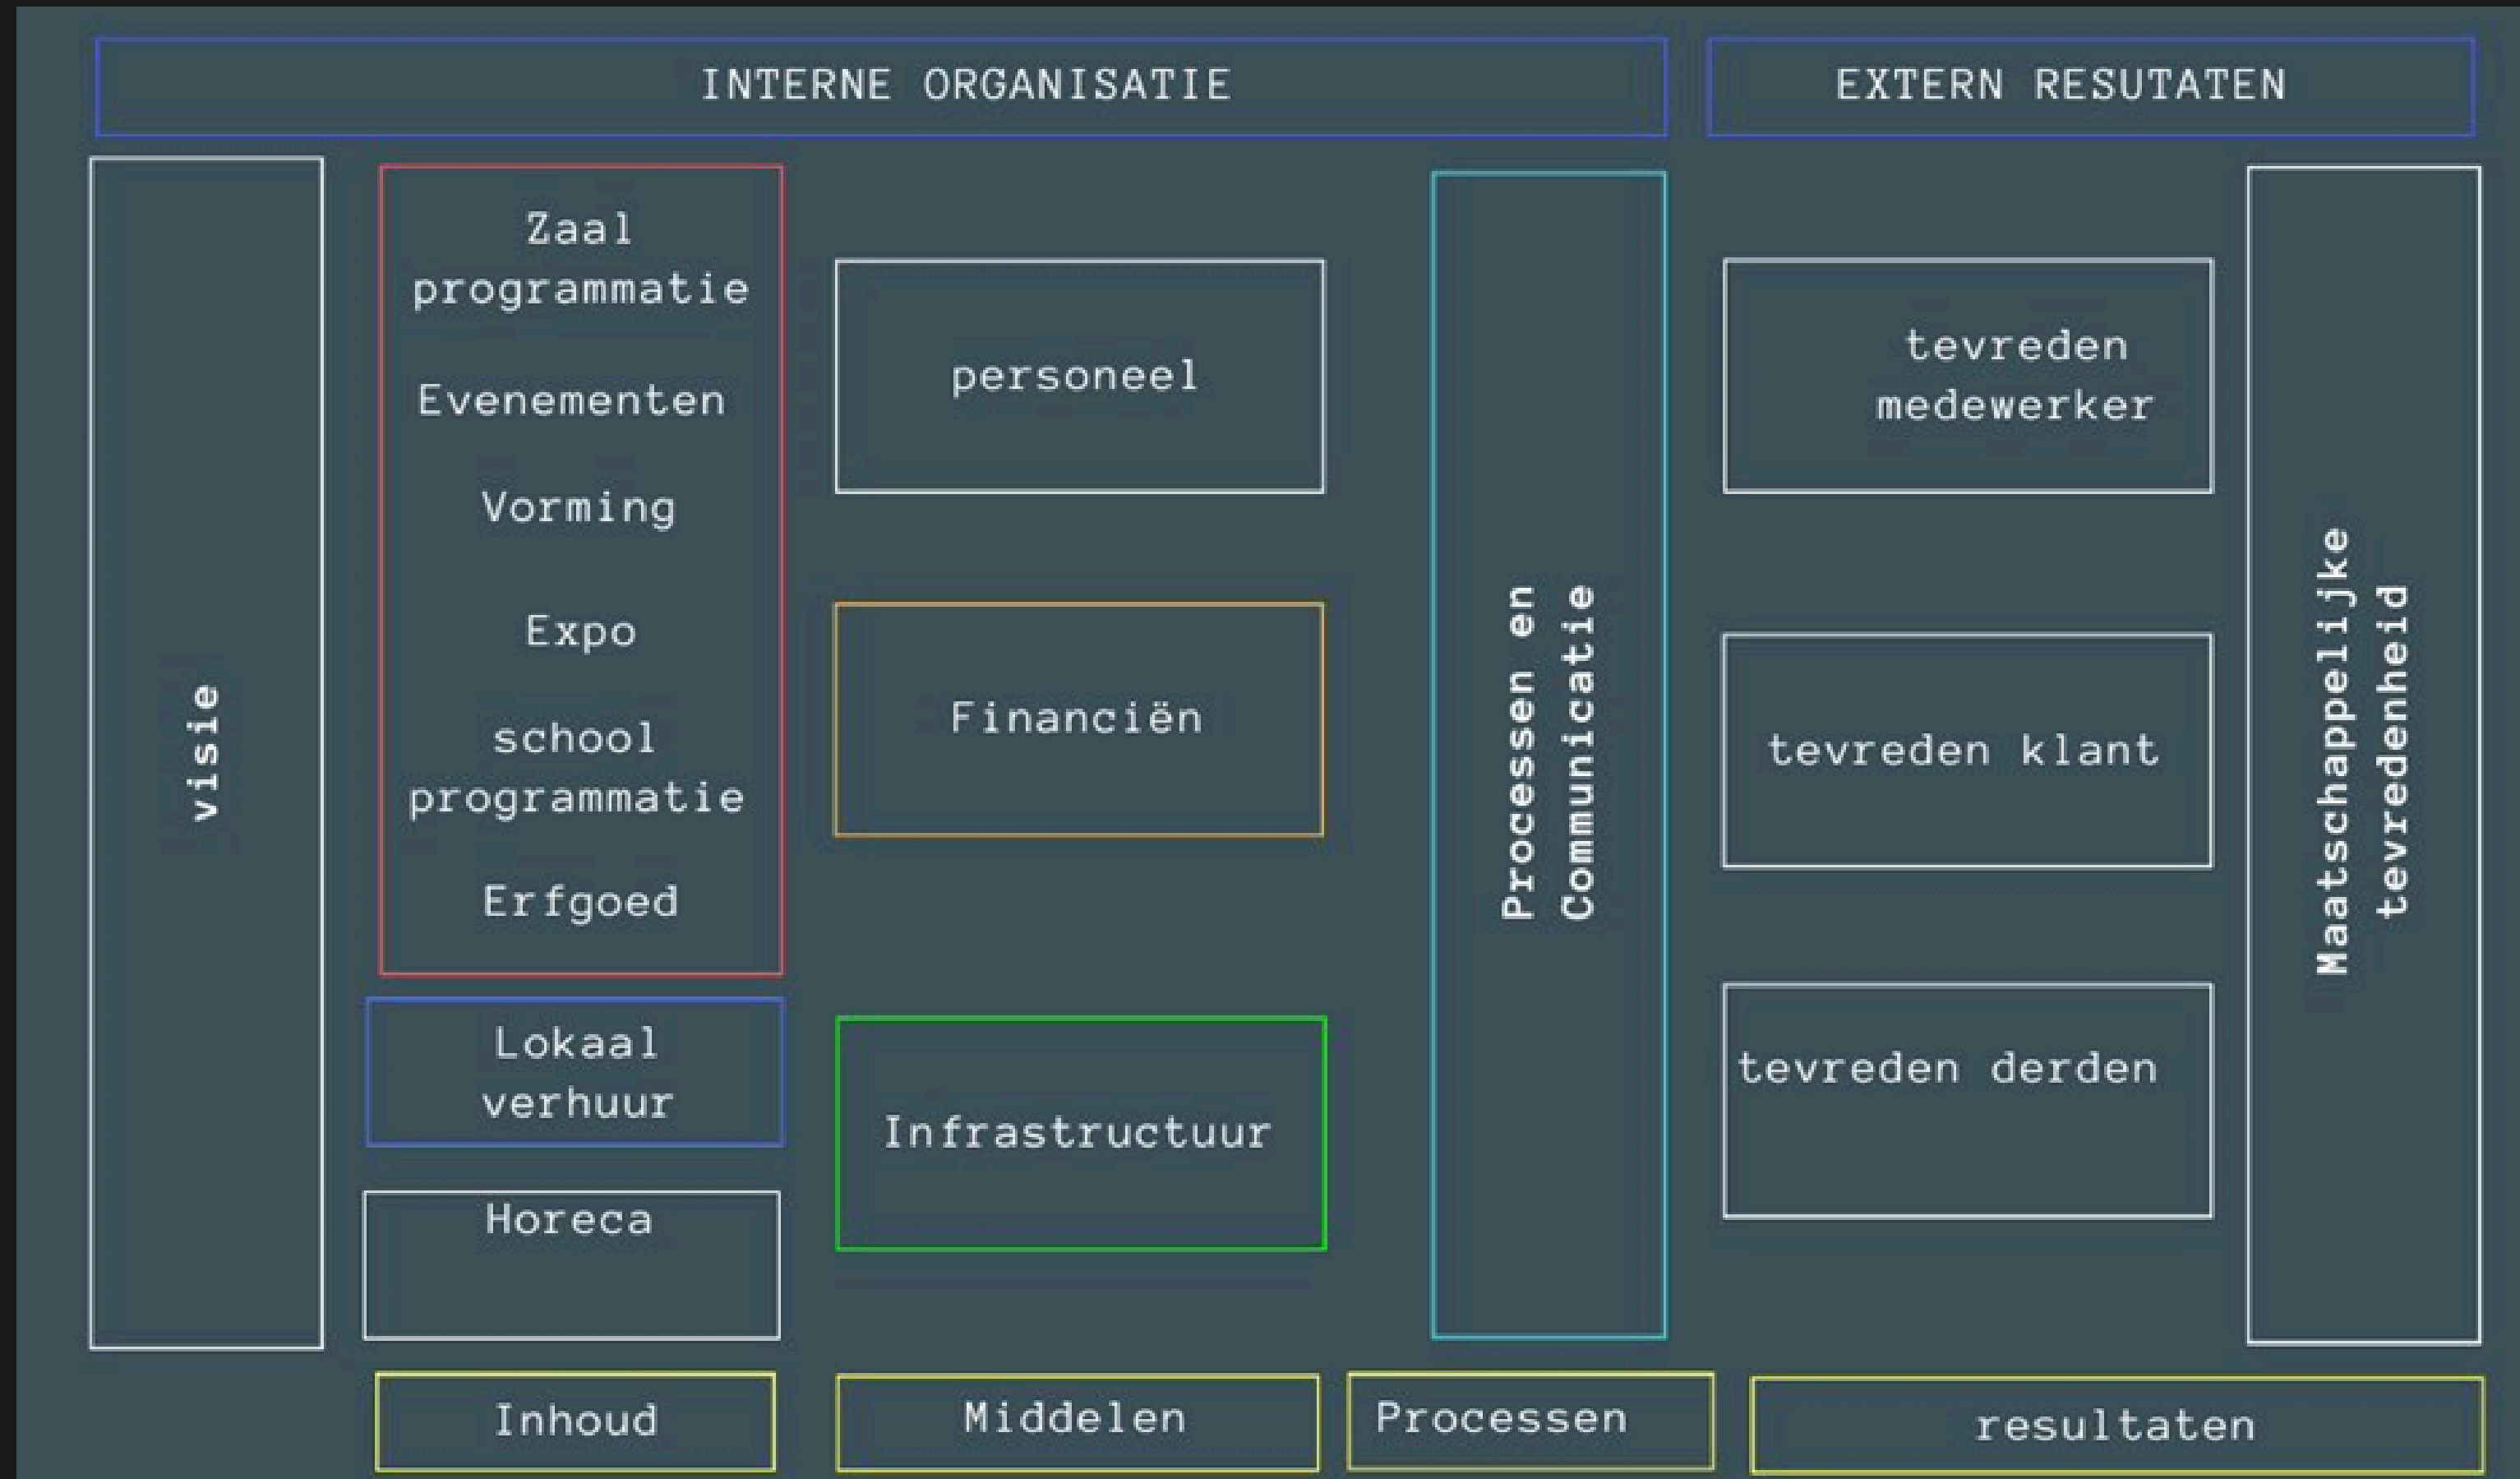 INTERNE ORGANISATIE
EXTERN RESUTATEN
visie
Zaal
programmatie
Evenementen
Vorming
Expo
school
programmatie
Erfgoed
Lokaal
verhuur
Horeca
personeel
Financiën
Infrastructuur
Processen en
Communicatie
tevreden
medewerker
tevreden klant
tevreden derden
Maatschappelijke
tevredenheid
Inhoud
Middelen
Processen
resultaten